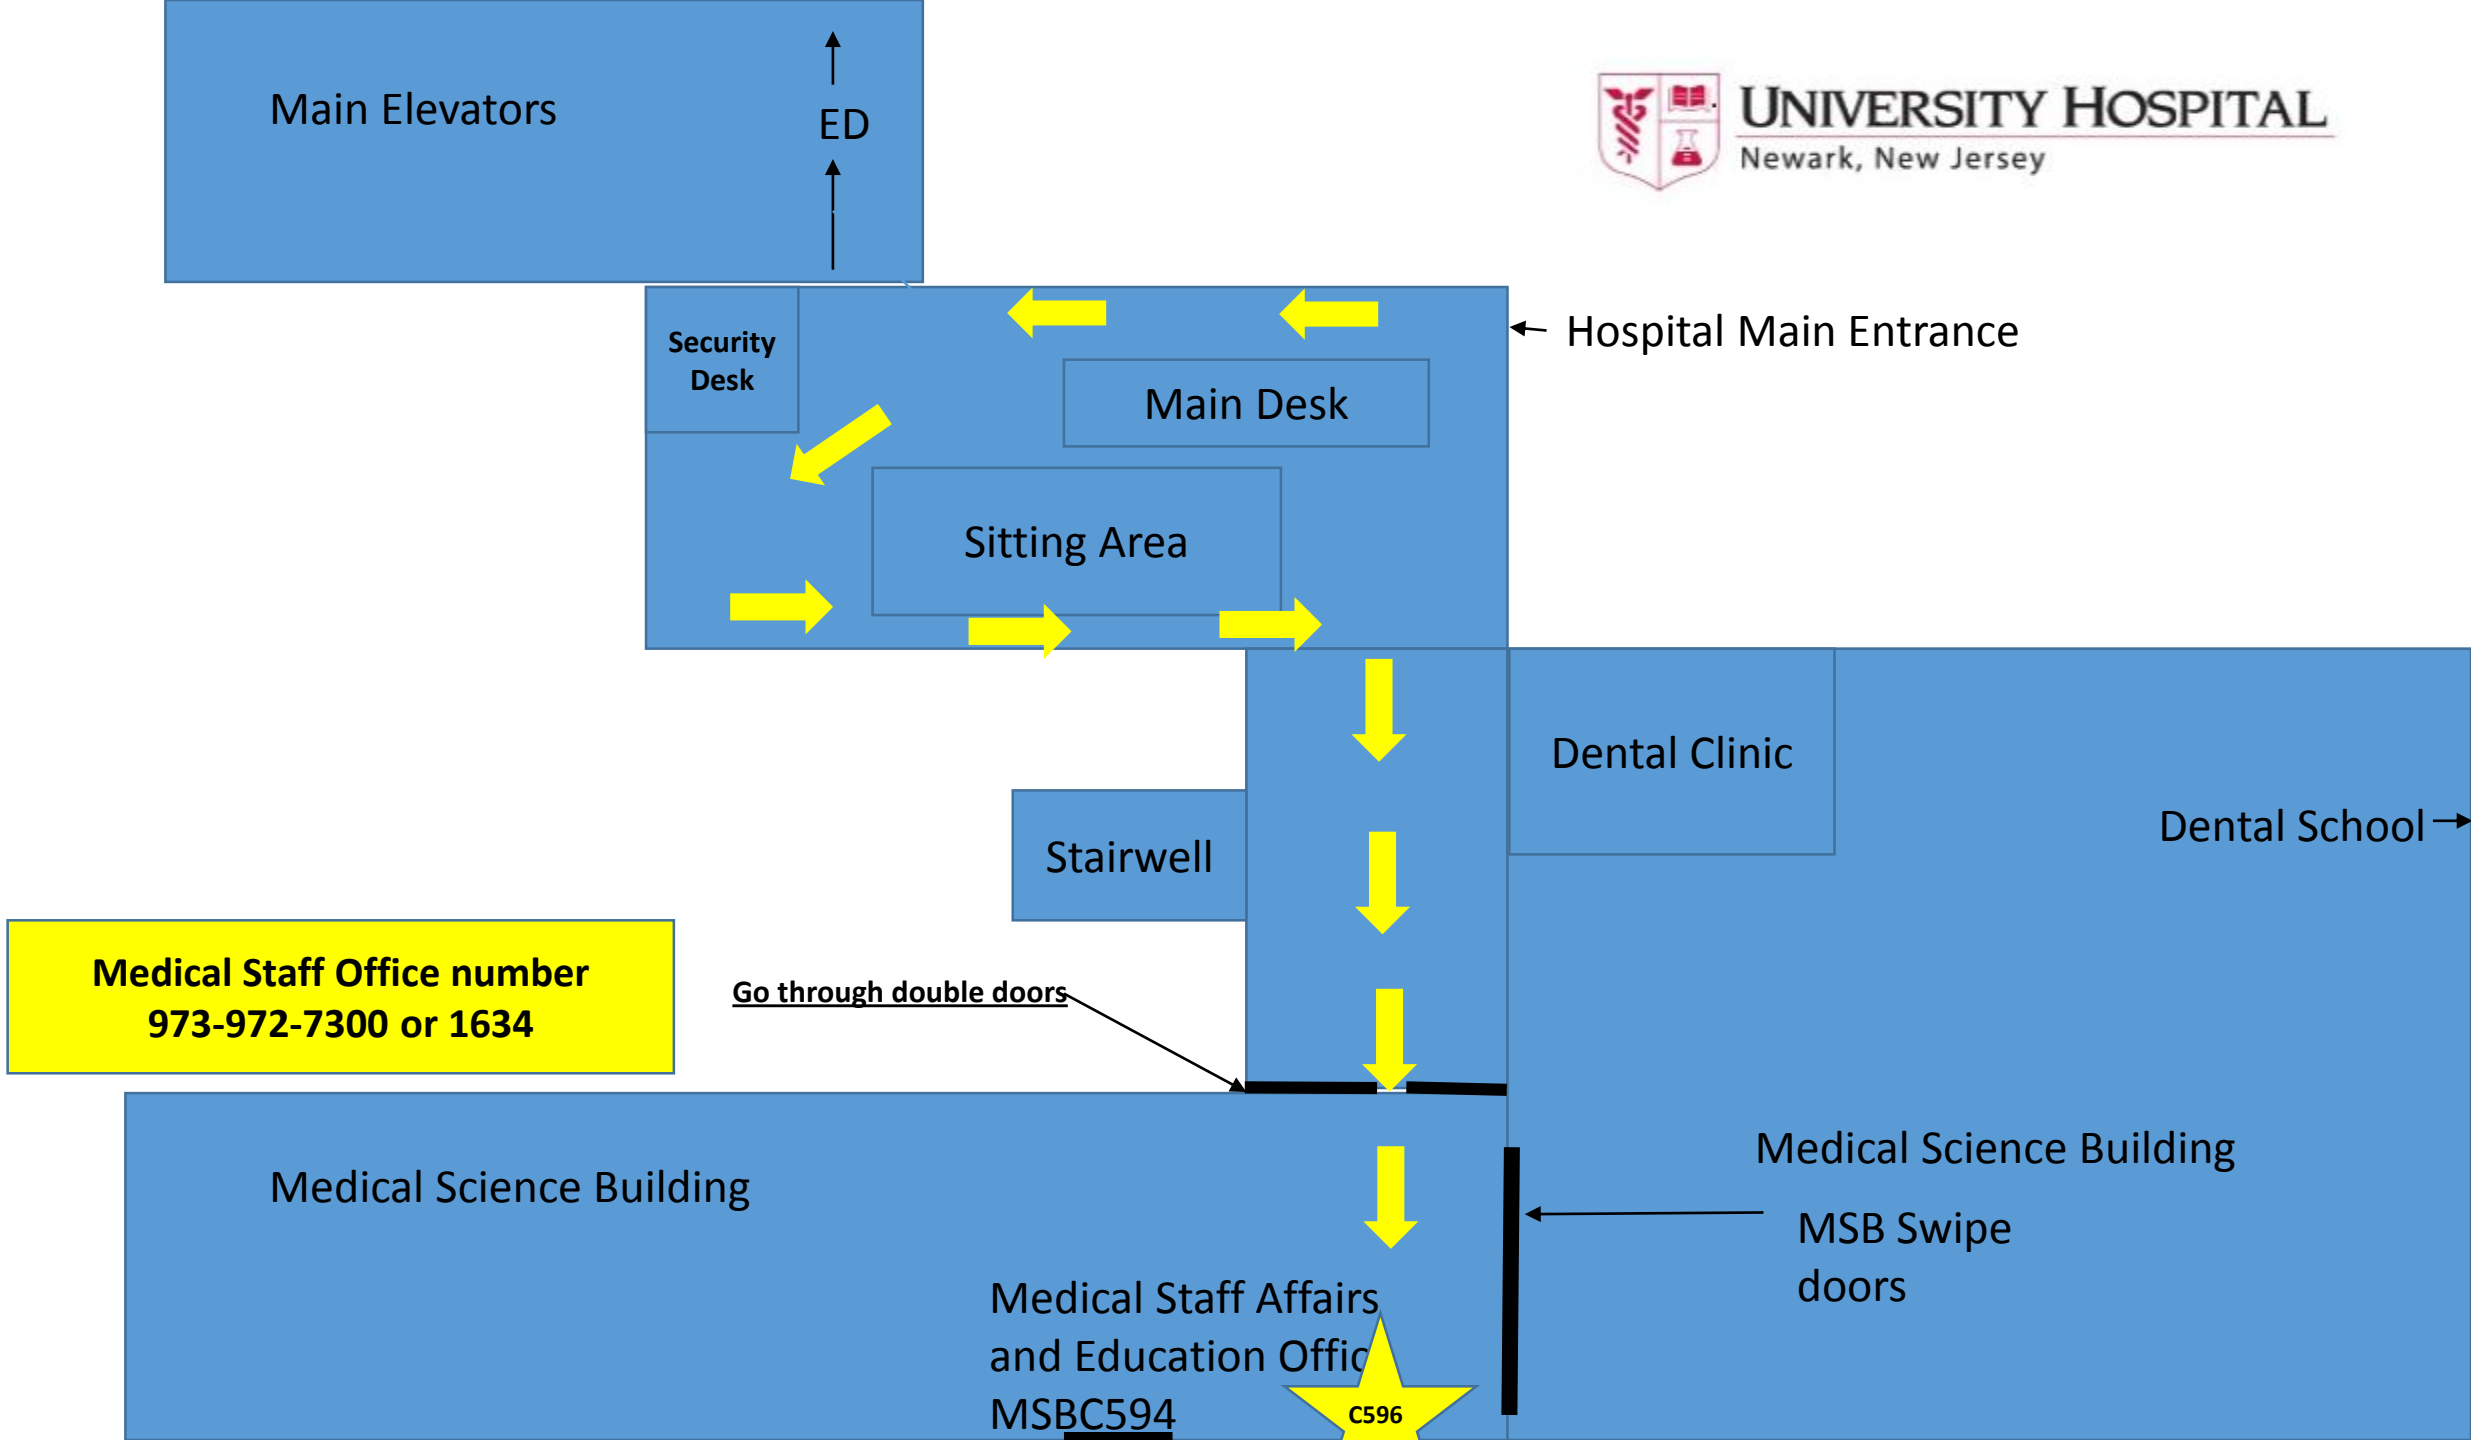 Main Elevators
ED
UNIVERSITY HOSPITAL
Newark, New Jersey
Security
Desk
Hospital Main Entrance
Main Desk
Sitting Area
Dental Clinic
Dental School
Stairwell
Medical Staff Office number
973-972-7300 or 1634
Go through double doors
Medical Science Building
Medical Science Building
MSB Swipe
doors
Medical Staff Affairs
and Education Offic
MSBC594
C596